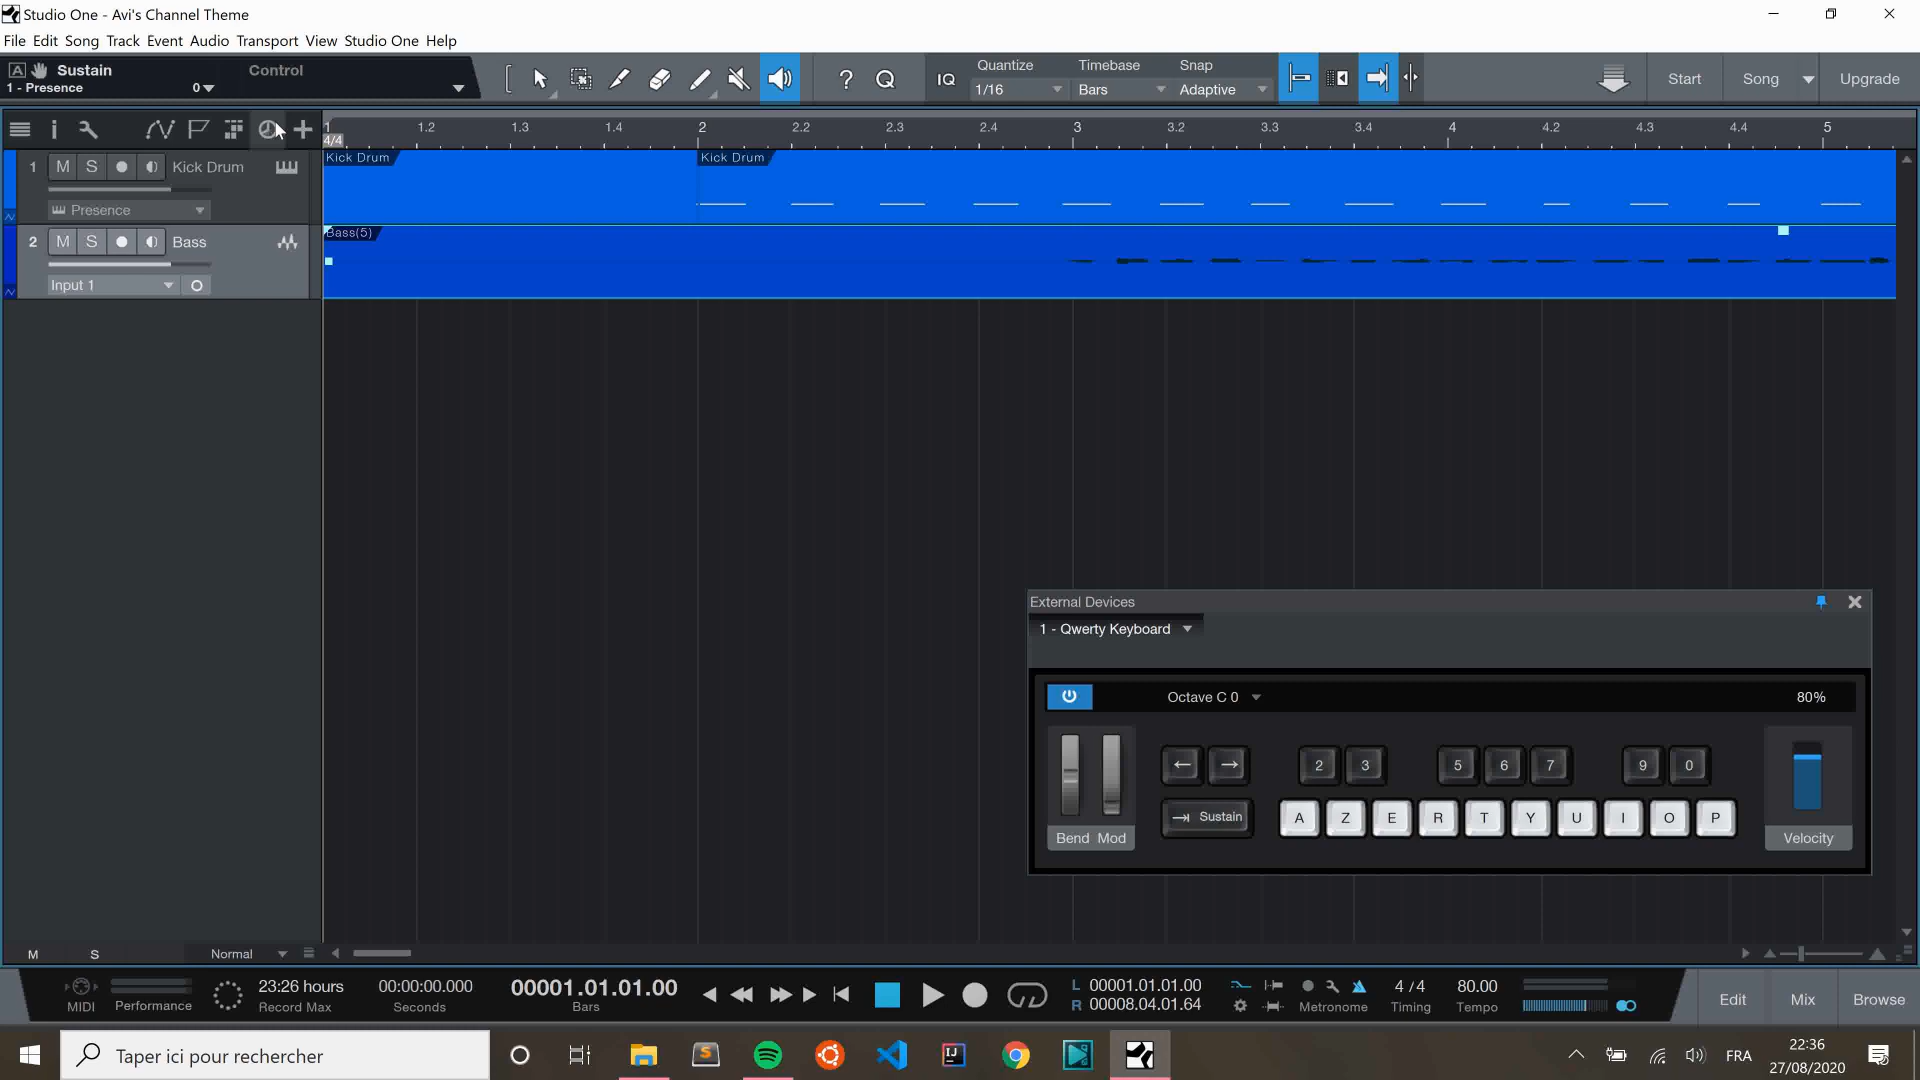 Studio One - Avi's Channel Theme
File Edit Song Track Event Audio Transport View Studio One Help
A Sustain Control
1 - Presence 0
Quantize Timebase Snap
IQ 1/16 Bars Adaptive
Start Song Upgrade
1 1.2 1.3 1.4 2 2.2 2.3 2.4 3 3.2 3.3 3.4 4 4.2 4.3 4.4 5
4/4
Kick Drum Kick Drum
1 M S Kick Drum
Presence
Bass(5)
2 M S Bass
Input 1
External Devices
1 - Qwerty Keyboard
Octave C 0 80%
← → 2 3 5 6 7 9 0
Sustain A Z E R T Y U I O P
Bend Mod Velocity
M S Normal
MIDI Performance
23:26 hours
Record Max
00:00:00.000
Seconds
00001.01.01.00
Bars
L 00001.01.01.00
R 00008.04.01.64
Metronome
4 / 4
Timing
80.00
Tempo
Edit Mix Browse
Taper ici pour rechercher
FRA
22:36
27/08/2020